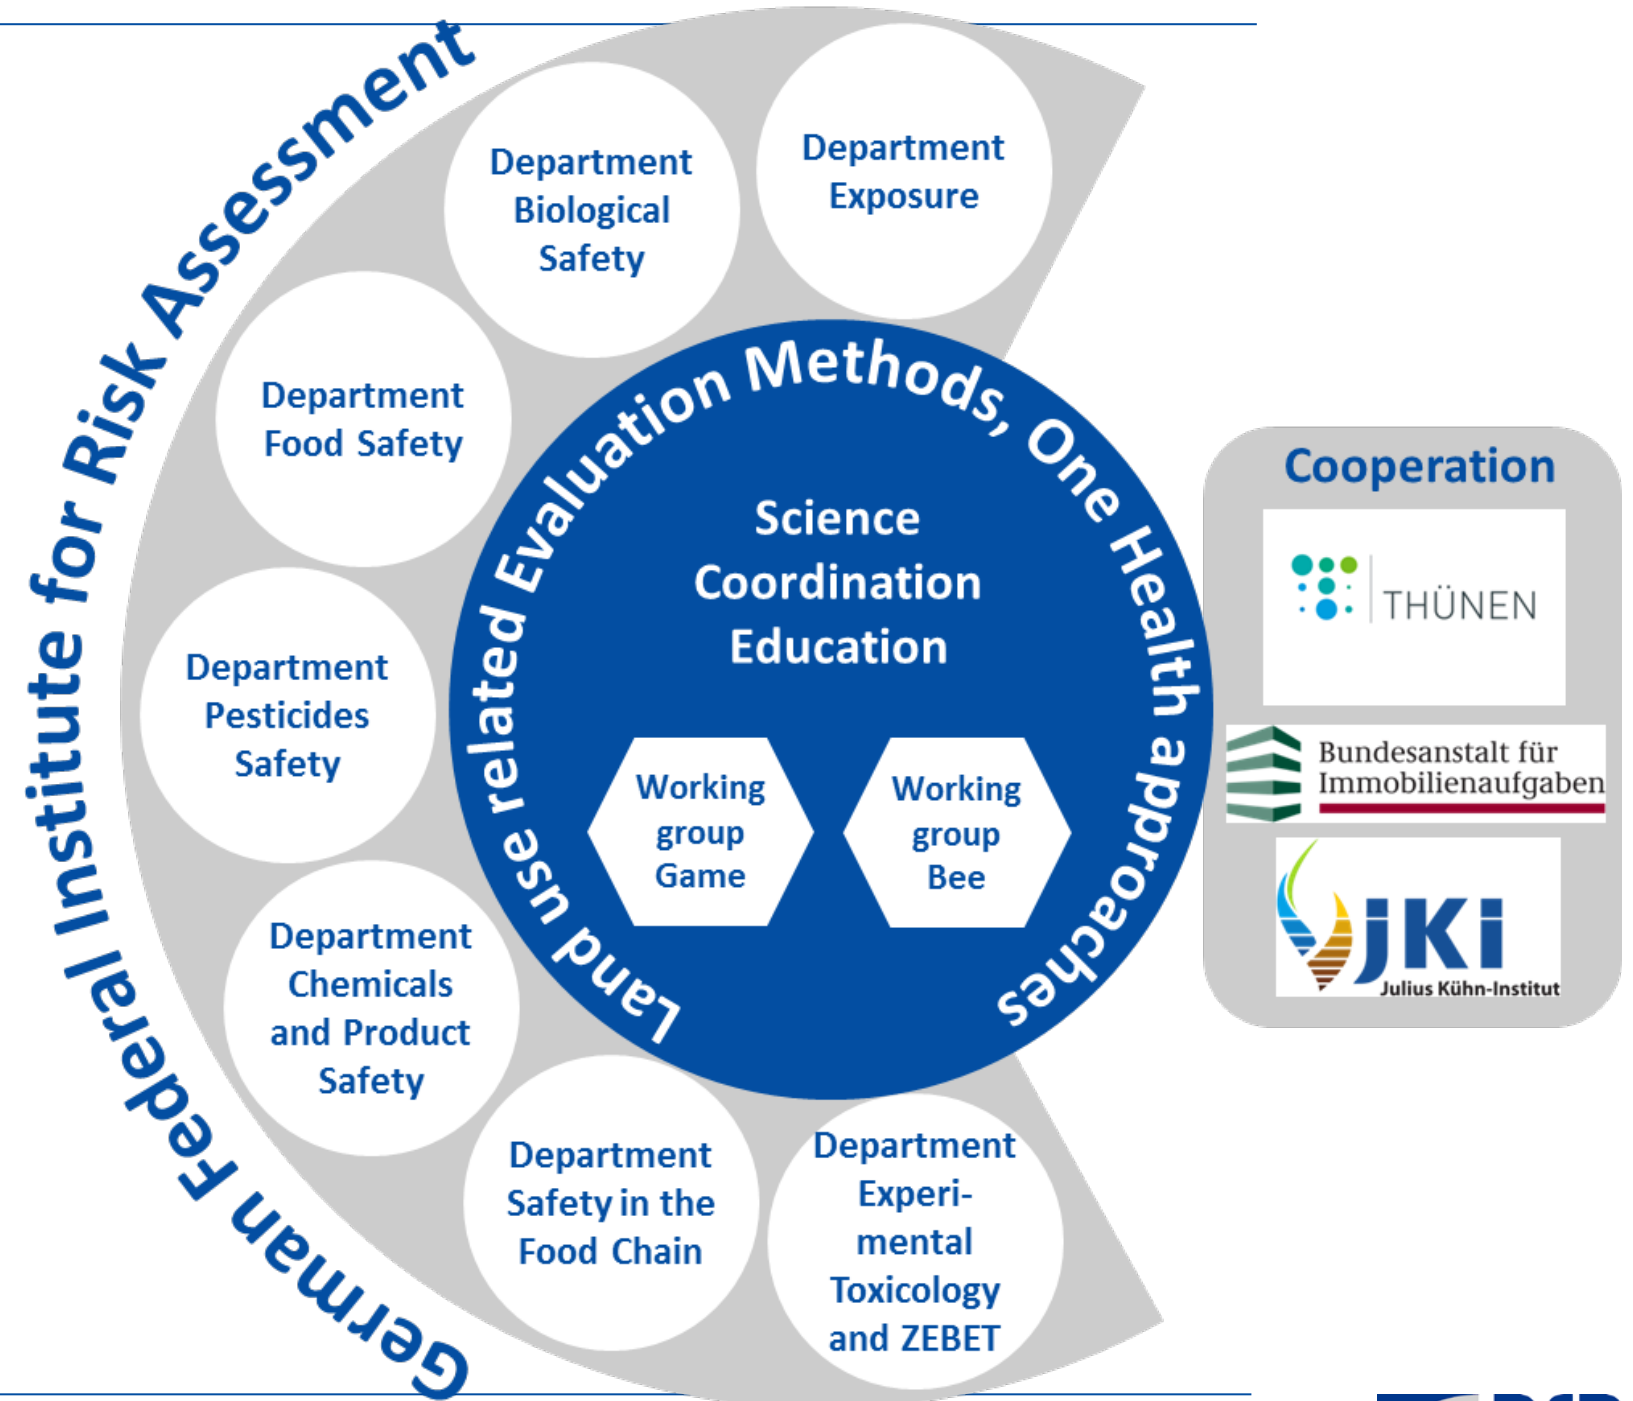 German Federal Institute for Risk Assessment
Department
Exposure
Department
Biological
Safety
Department
Food Safety
Department
Pesticides
Safety
Department
Chemicals
and Product
Safety
Department
Safety in the
Food Chain
Department
Experi-
mental
Toxicology
and ZEBET
Land use related Evaluation Methods, One Health approaches
Science
Coordination
Education
Working
group
Game
Working
group
Bee
Cooperation
THÜNEN
Bundesanstalt für
Immobilienaufgaben
JKi
Julius Kühn-Institut